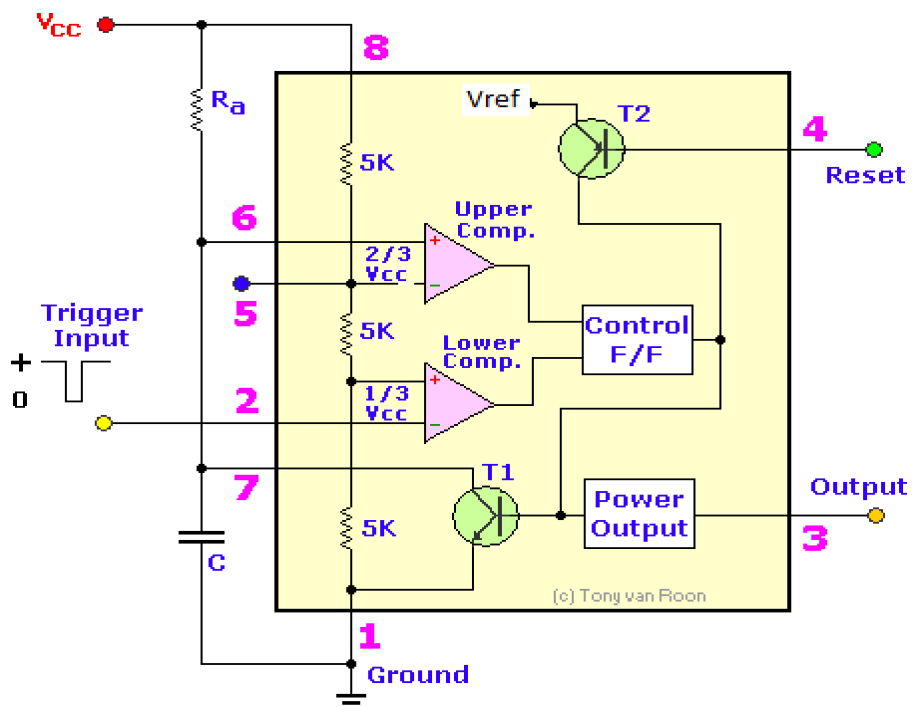 Vcc
8
Ra
Vref
T2
4
Reset
5K
6
Upper
Comp.
+
2/3
Vcc
-
5
Trigger
Input
+
0
5K
Control
F/F
Lower
Comp.
+
1/3
Vcc
-
2
7
T1
Power
Output
Output
3
5K
C
(c) Tony van Roon
1
Ground